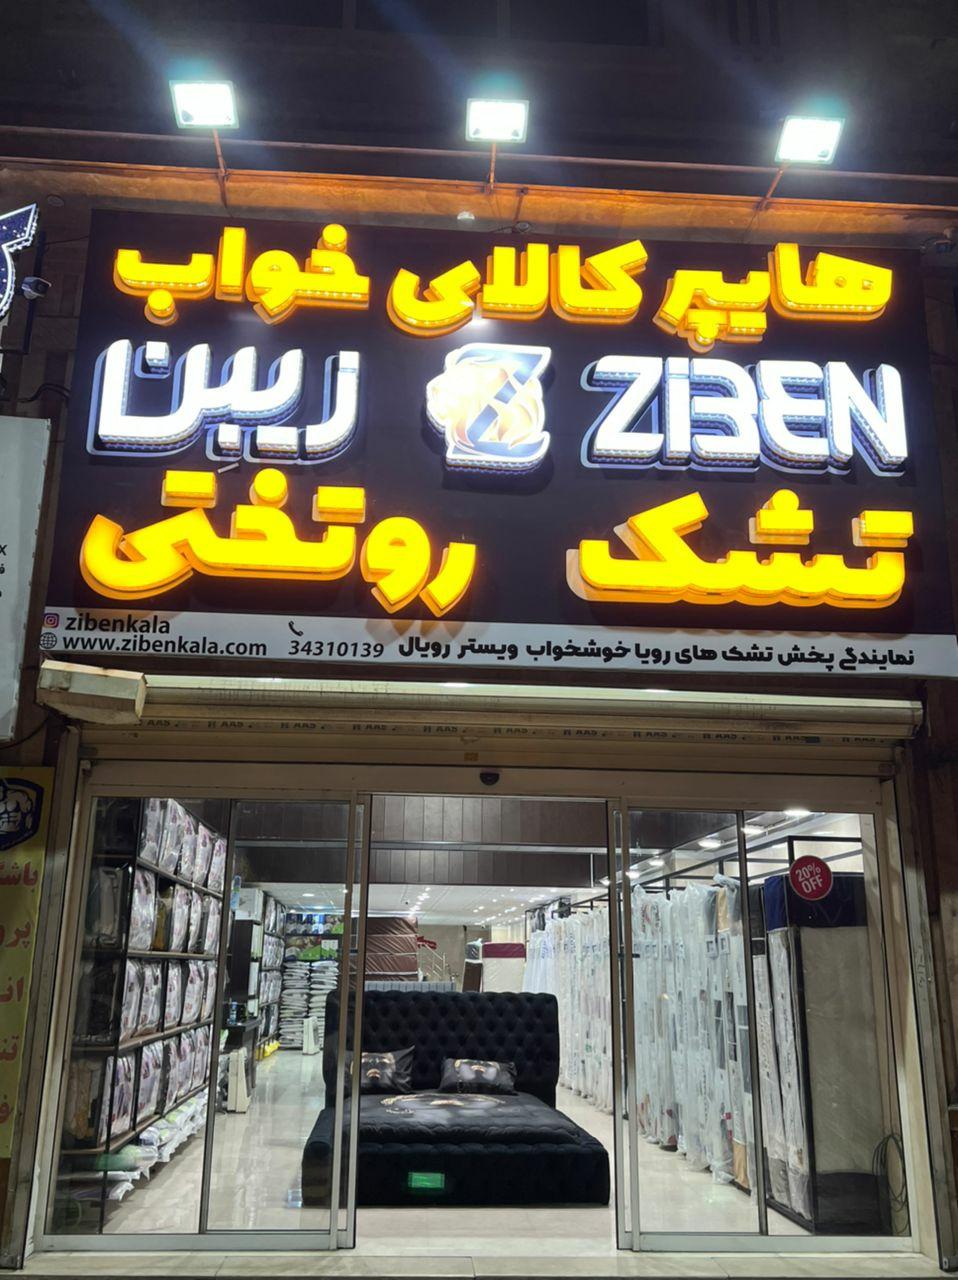 هایپر کالای خواب
زیبن Z ZIBEN
تشک روتختی
zibenkala
www.zibenkala.com 34310139 نمایندگی پخش تشک های رویا خوشخواب ویستر رویال
20%
OFF